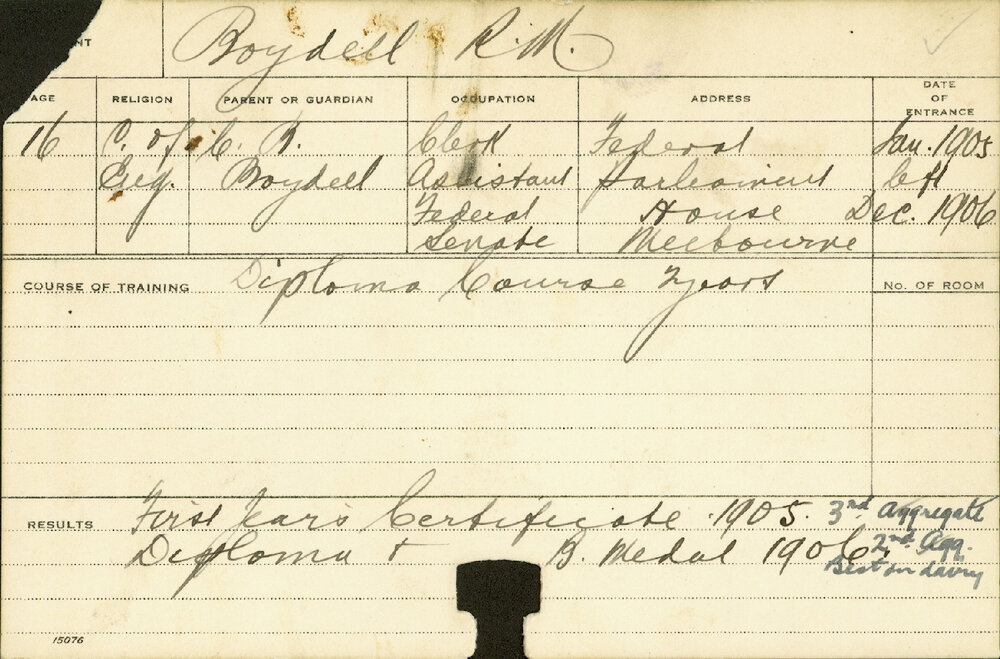 NT Boydell R.M.
AGE RELIGION PARENT OR GUARDIAN OCCUPATION ADDRESS DATE OF ENTRANCE
16 C. of C. B. Clerk Federal Jan. 1905
Eng. Boydell Assistant Parliament left
Federal House Dec. 1906
Senate Melbourne
COURSE OF TRAINING Diploma Course 2 years No. OF ROOM
RESULTS First Year's Certificate 1905. 3rd Aggregate
Diploma + B. Medal 1906. 2nd Agg.
Best in dairy
15076